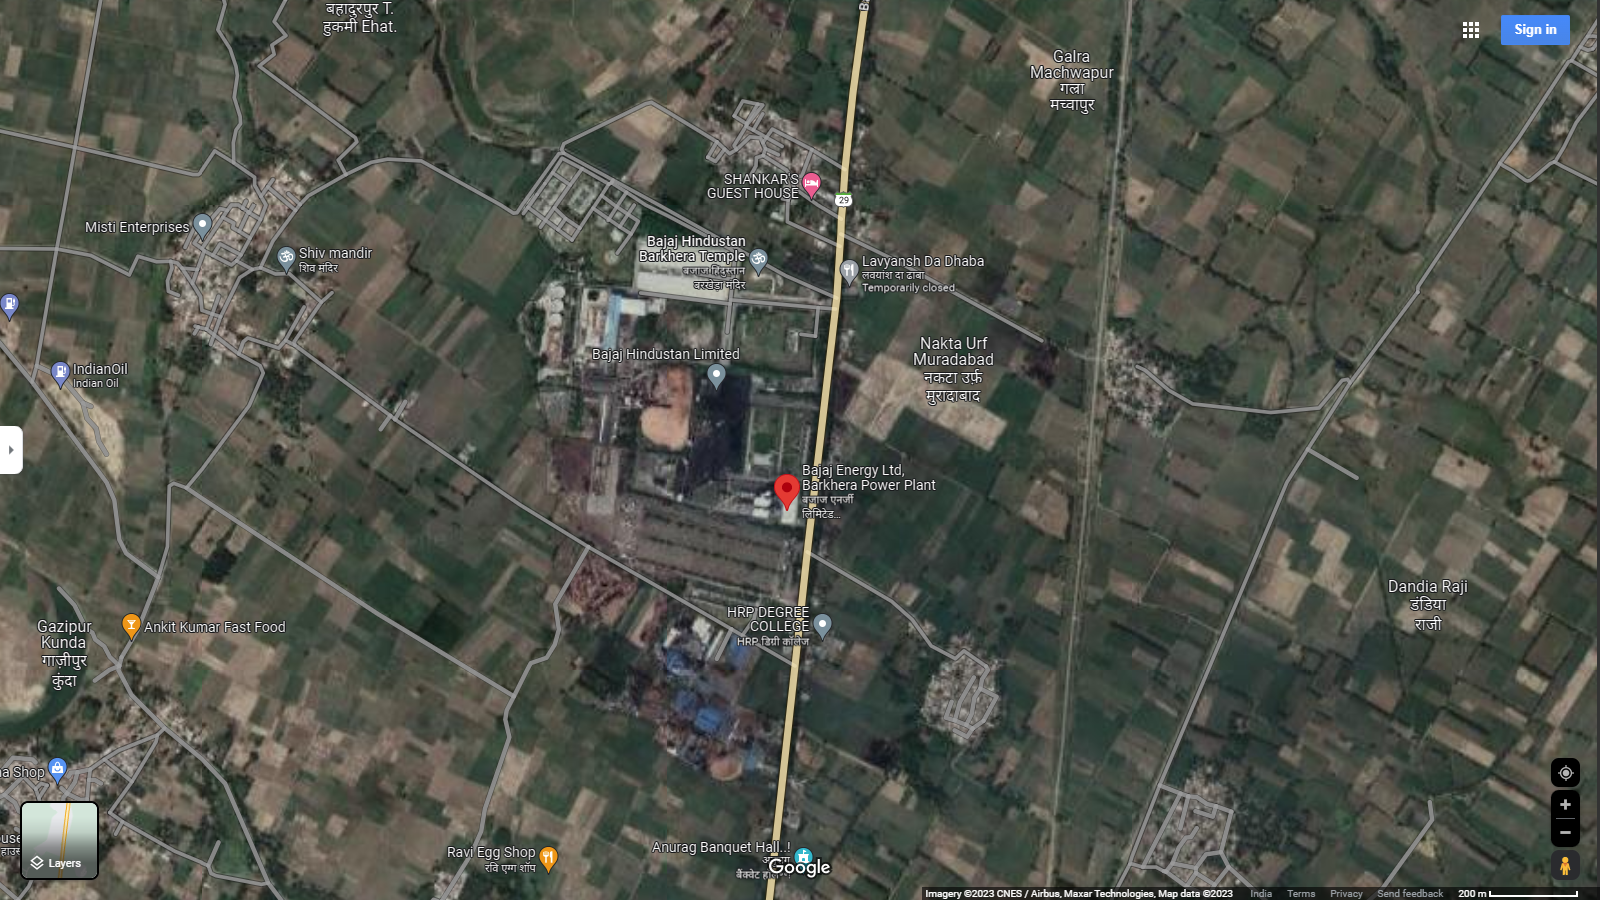 बहादुरपुर T.
हुकमी Ehat.
Sign in
Galra
Machwapur
गल्रा
मच्वापुर
SHANKAR'S
GUEST HOUSE
29
Misti Enterprises
Shiv mandir
शिव मंदिर
Bajaj Hindustan
Barkhera Temple
बजाज हिंदुस्तान
बरखेड़ा मंदिर
Lavyansh Da Dhaba
लवयांश दा ढाबा
Temporarily closed
Nakta Urf
Muradabad
नकटा उर्फ
मुरादाबाद
Bajaj Hindustan Limited
IndianOil
Indian Oil
Bajaj Energy Ltd,
Barkhera Power Plant
बजाज एनर्जी
लिमिटेड...
Dandia Raji
डंडिया
राजी
HRP DEGREE
COLLEGE
HRP डिग्री कॉलेज
Gazipur
Kunda
गाज़ीपुर
कुंदा
Ankit Kumar Fast Food
a Shop
Layers
Ravi Egg Shop
रवि एग्ग शॉप
Anurag Banquet Hall..!
बैंक्वेट
Google
Imagery ©2023 CNES / Airbus, Maxar Technologies, Map data ©2023 India Terms Privacy Send feedback 200 m